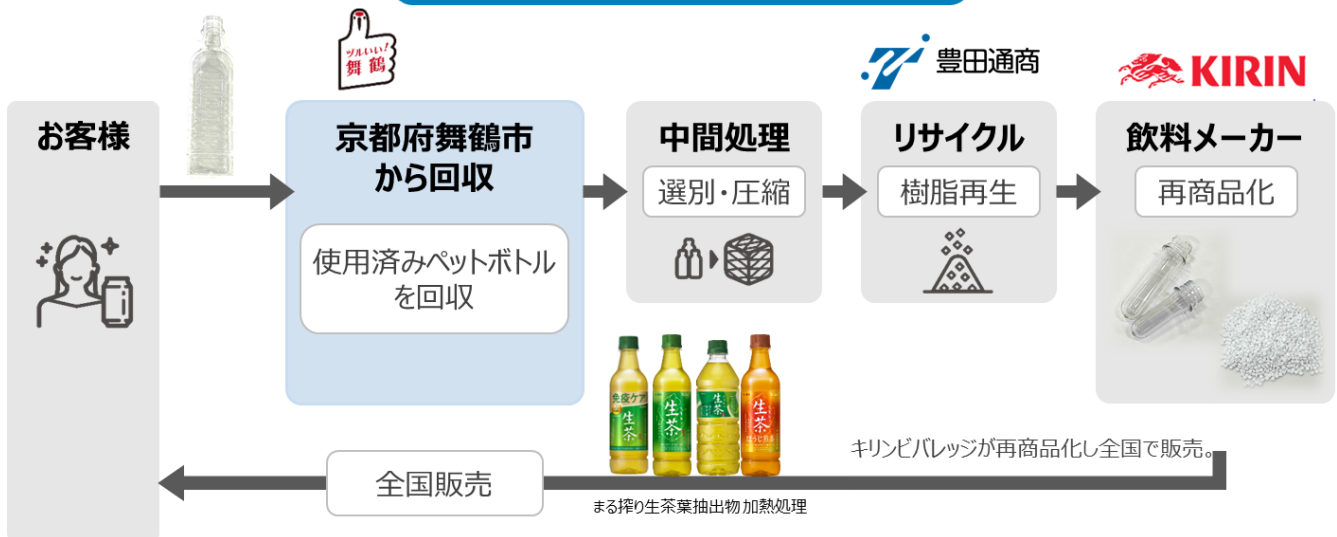 ツルいい!
舞鶴
豊田通商
KIRIN
お客様
京都府舞鶴市
から回収
使用済みペットボトル
を回収
中間処理
選別・圧縮
リサイクル
樹脂再生
飲料メーカー
再商品化
免疫ケア
生茶
生茶
生茶
生茶
ほうじ煎茶
キリンビバレッジが再商品化し全国で販売。
全国販売
まる搾り生茶葉抽出物 加熱処理